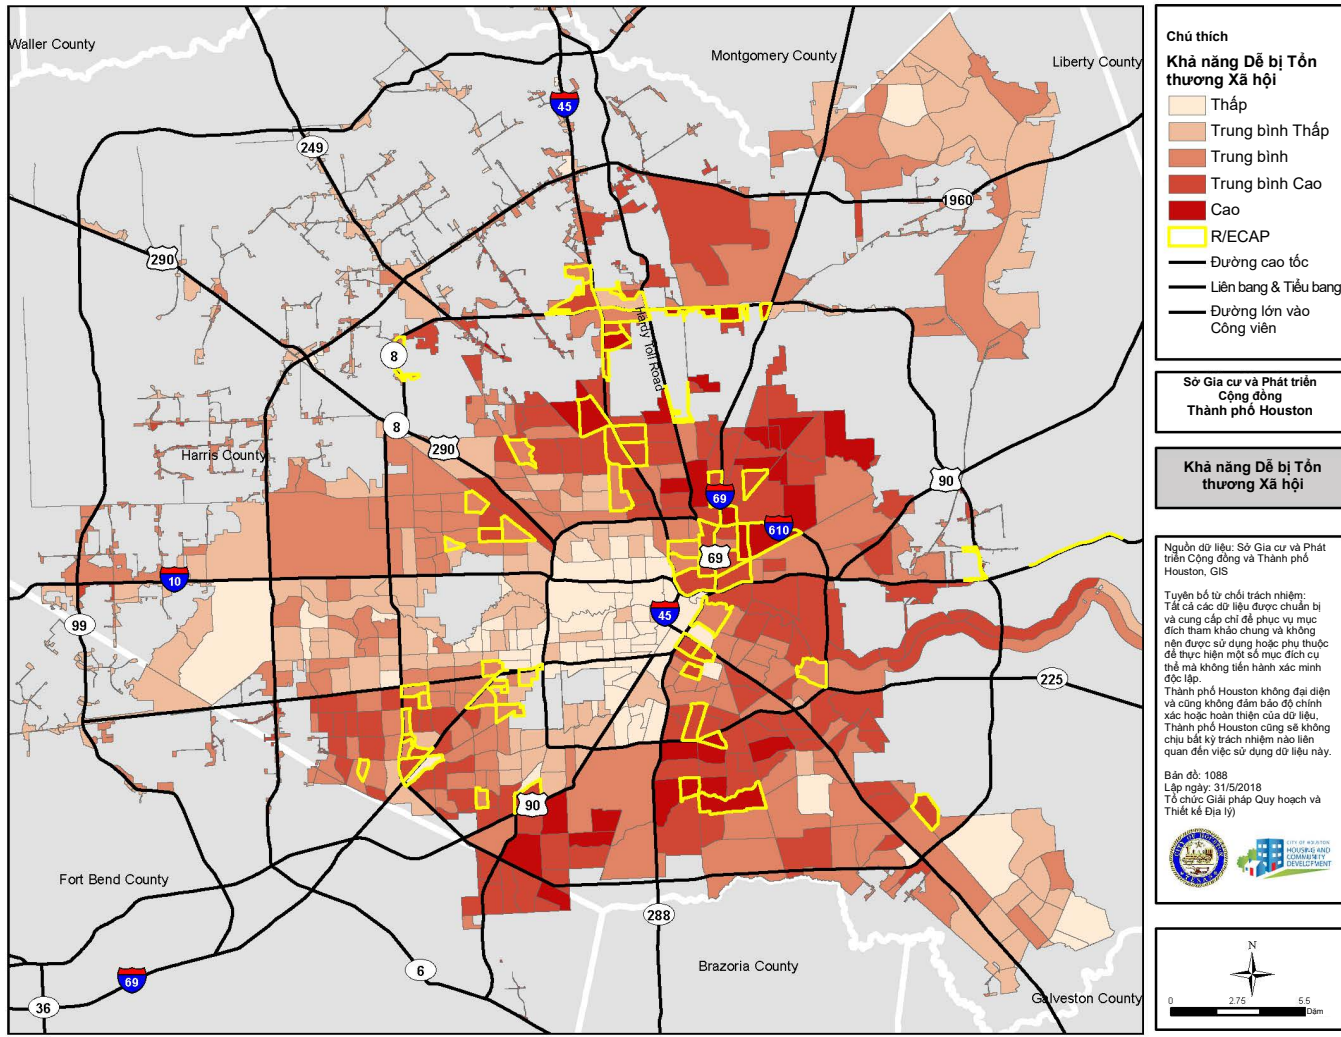 Waller County
Montgomery County
Liberty County
45
249
1960
290
Hardy Toll Road
8
8
290
Harris County
90
69
610
69
10
45
99
225
90
Fort Bend County
288
Brazoria County
6
69
36
Galveston County
Chú thích
Khả năng Dễ bị Tổn
thương Xã hội
Thấp
Trung bình Thấp
Trung bình
Trung bình Cao
Cao
R/ECAP
Đường cao tốc
Liên bang & Tiểu bang
Đường lớn vào
Công viên
Sở Gia cư và Phát triển
Cộng đồng
Thành phố Houston
Khả năng Dễ bị Tổn
thương Xã hội
Nguồn dữ liệu: Sở Gia cư và Phát
triển Cộng đồng và Thành phố
Houston, GIS
Tuyên bố từ chối trách nhiệm:
Tất cả các dữ liệu được chuẩn bị
và cung cấp chỉ để phục vụ mục
đích tham khảo chung và không
nên được sử dụng hoặc phụ thuộc
để thực hiện một số mục đích cụ
thể mà không tiến hành xác minh
độc lập.
Thành phố Houston không đại diện
và cũng không đảm bảo độ chính
xác hoặc hoàn thiện của dữ liệu,
Thành phố Houston cũng sẽ không
chịu bất kỳ trách nhiệm nào liên
quan đến việc sử dụng dữ liệu này.
Bản đồ: 1088
Lập ngày: 31/5/2018
Tổ chức Giải pháp Quy hoạch và
Thiết kế Địa lý)
CITY OF HOUSTON
HOUSING AND
COMMUNITY
DEVELOPMENT
N
0 2.75 5.5
Dặm